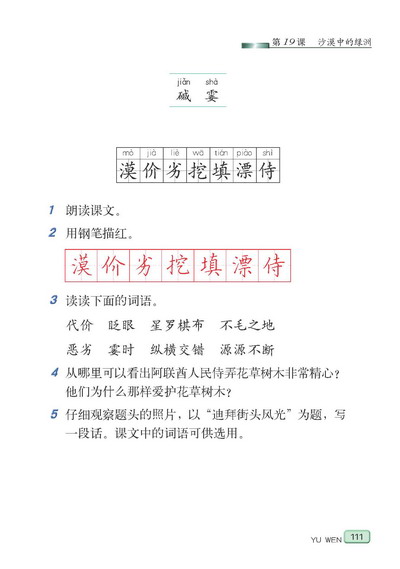 第19课 沙漠中的绿洲
jiǎn shà
碱 霎
mò jià liè wā tián piào shì
漠价劣挖填漂侍
1 朗读课文。
2 用钢笔描红。
漠价劣挖填漂侍
3 读读下面的词语。
代价 眨眼 星罗棋布 不毛之地
恶劣 霎时 纵横交错 源源不断
4 从哪里可以看出阿联酋人民侍弄花草树木非常精心？
他们为什么那样爱护花草树木？
5 仔细观察题头的照片，以“迪拜街头风光”为题，写
一段话。课文中的词语可供选用。
YU WEN 111